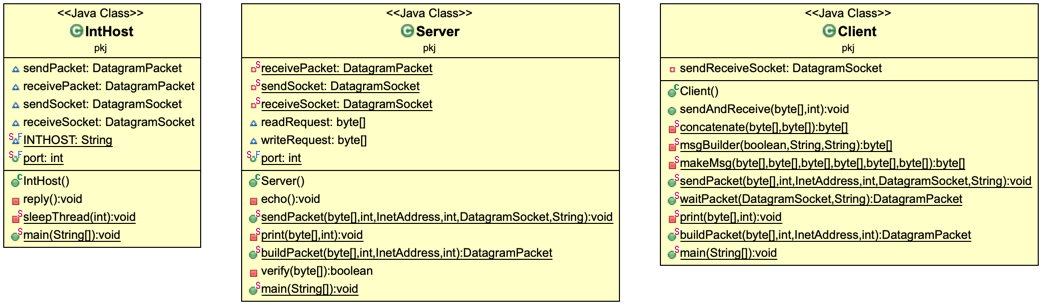 <<Java Class>>
IntHost
pkj
sendPacket: DatagramPacket
receivePacket: DatagramPacket
sendSocket: DatagramSocket
receiveSocket: DatagramSocket
INTHOST: String
port: int
IntHost()
reply():void
sleepThread(int):void
main(String[]):void
<<Java Class>>
Server
pkj
receivePacket: DatagramPacket
sendSocket: DatagramSocket
receiveSocket: DatagramSocket
readRequest: byte[]
writeRequest: byte[]
port: int
Server()
echo():void
sendPacket(byte[],int,InetAddress,int,DatagramSocket,String):void
print(byte[],int):void
buildPacket(byte[],int,InetAddress,int):DatagramPacket
verify(byte[]):boolean
main(String[]):void
<<Java Class>>
Client
pkj
sendReceiveSocket: DatagramSocket
Client()
sendAndReceive(byte[],int):void
concatenate(byte[],byte[]):byte[]
msgBuilder(boolean,String,String):byte[]
makeMsg(byte[],byte[],byte[],byte[],byte[],byte[]):byte[]
sendPacket(byte[],int,InetAddress,int,DatagramSocket,String):void
waitPacket(DatagramSocket,String):DatagramPacket
print(byte[],int):void
buildPacket(byte[],int,InetAddress,int):DatagramPacket
main(String[]):void